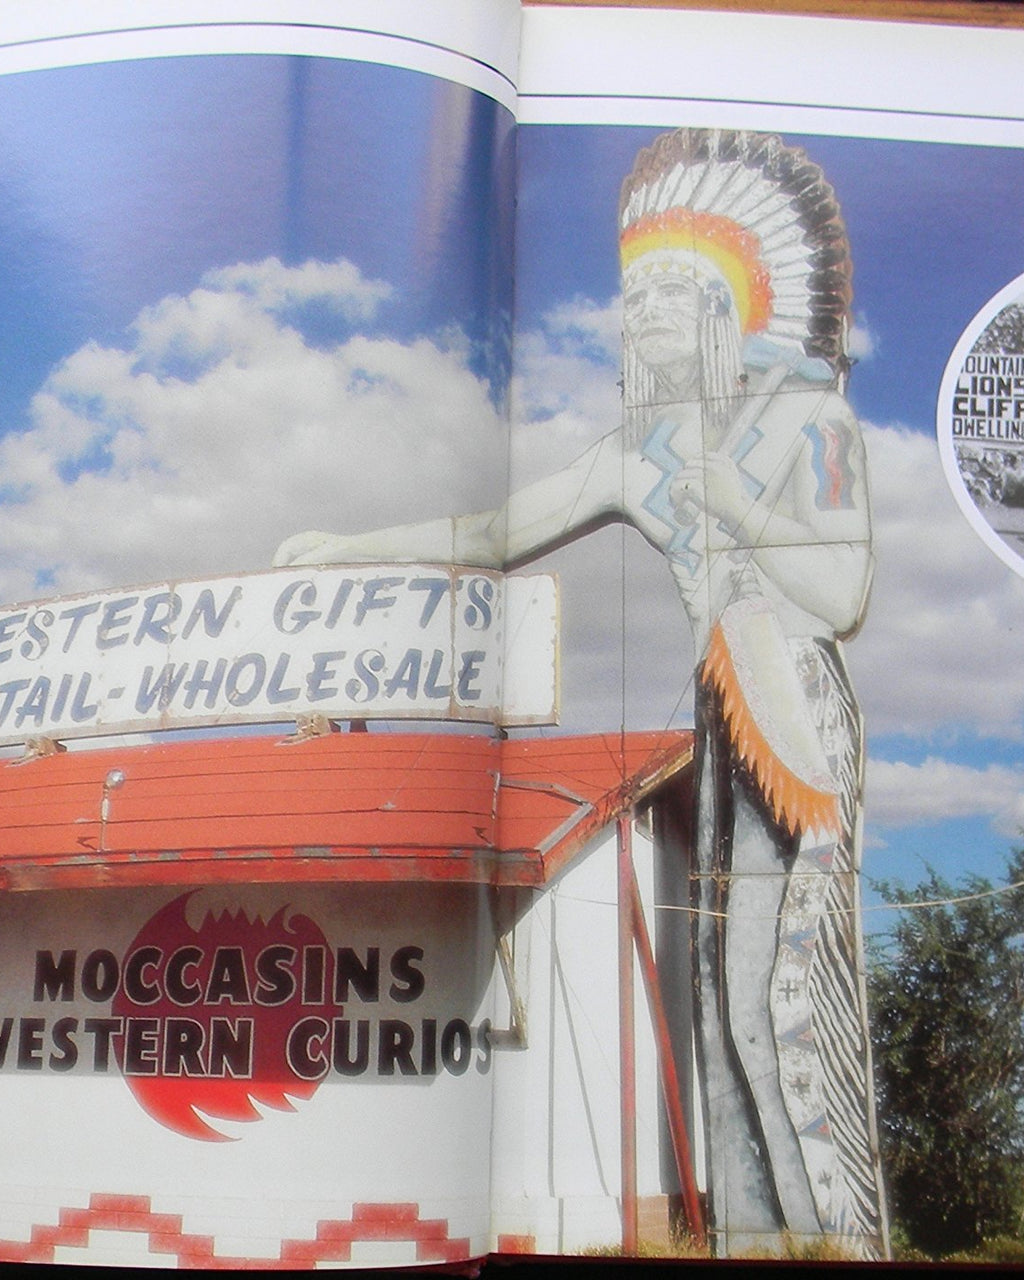 ESTERN GIFTS
TAIL-WHOLESALE
MOCCASINS
WESTERN CURIOS
OUNTAIN
LIONS
CLIFF
DWELLIN